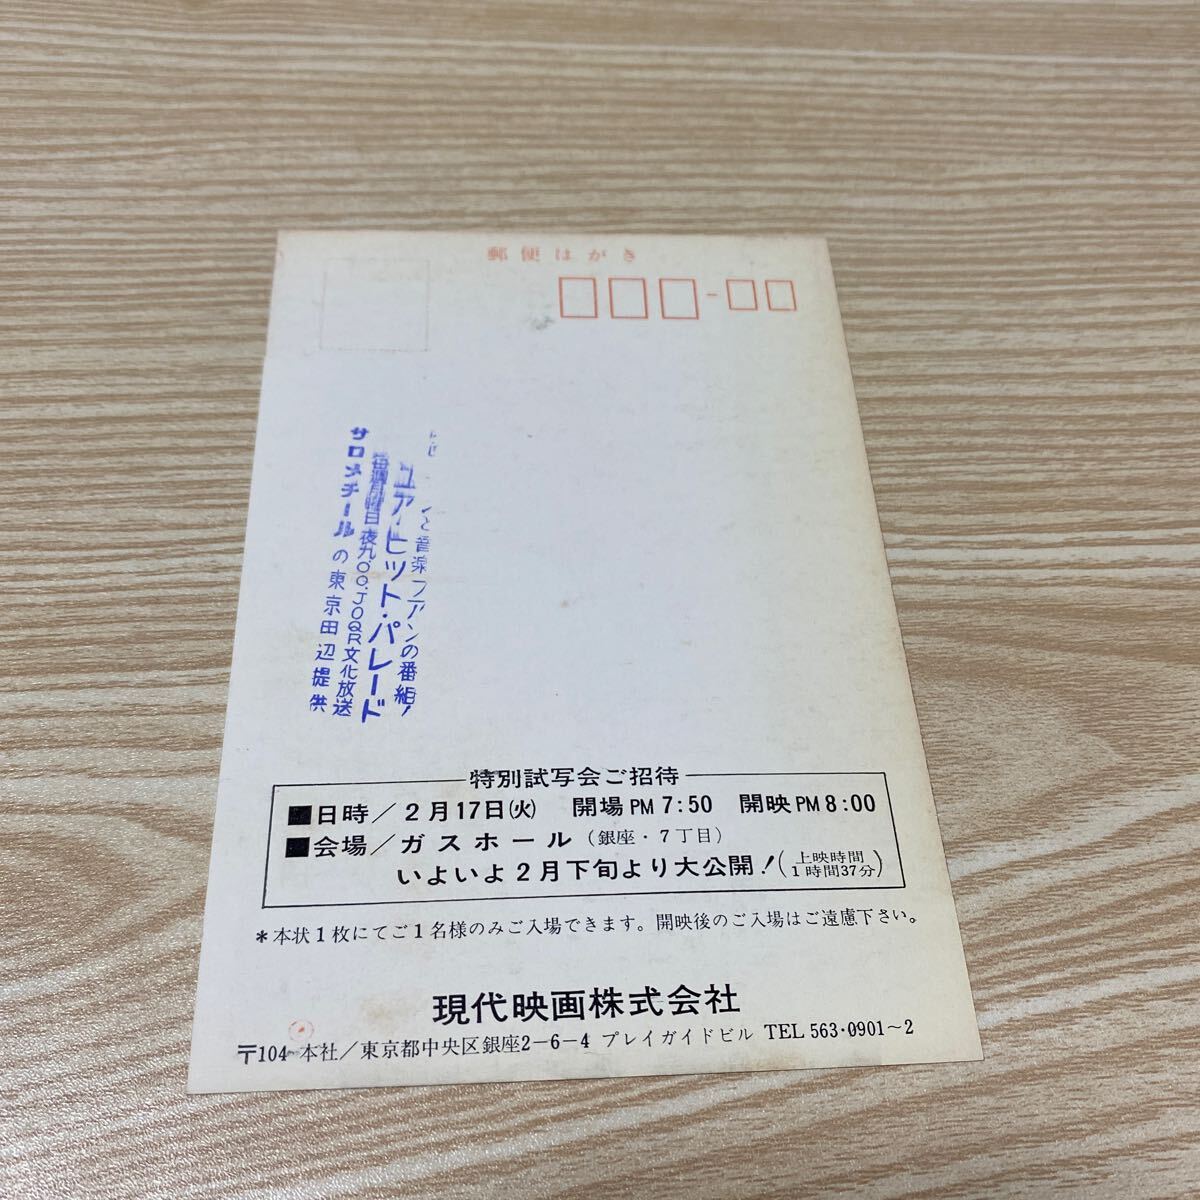 郵便はがき
と音楽ファンの番組!
ユア・ヒット・パレード
毎週月曜日夜九.00.JOQR文化放送
サロメチールの東京田辺提供
特別試写会ご招待
■日時/2月17日(火) 開場PM7:50 開映PM8:00
■会場/ガスホール(銀座・7丁目)
いよいよ2月下旬より大公開!(上映時間1時間37分)
*本状1枚にてご1名様のみご入場できます。開映後のご入場はご遠慮下さい。
現代映画株式会社
〒104 本社/東京都中央区銀座2-6-4 プレイガイドビル TEL 563・0901~2